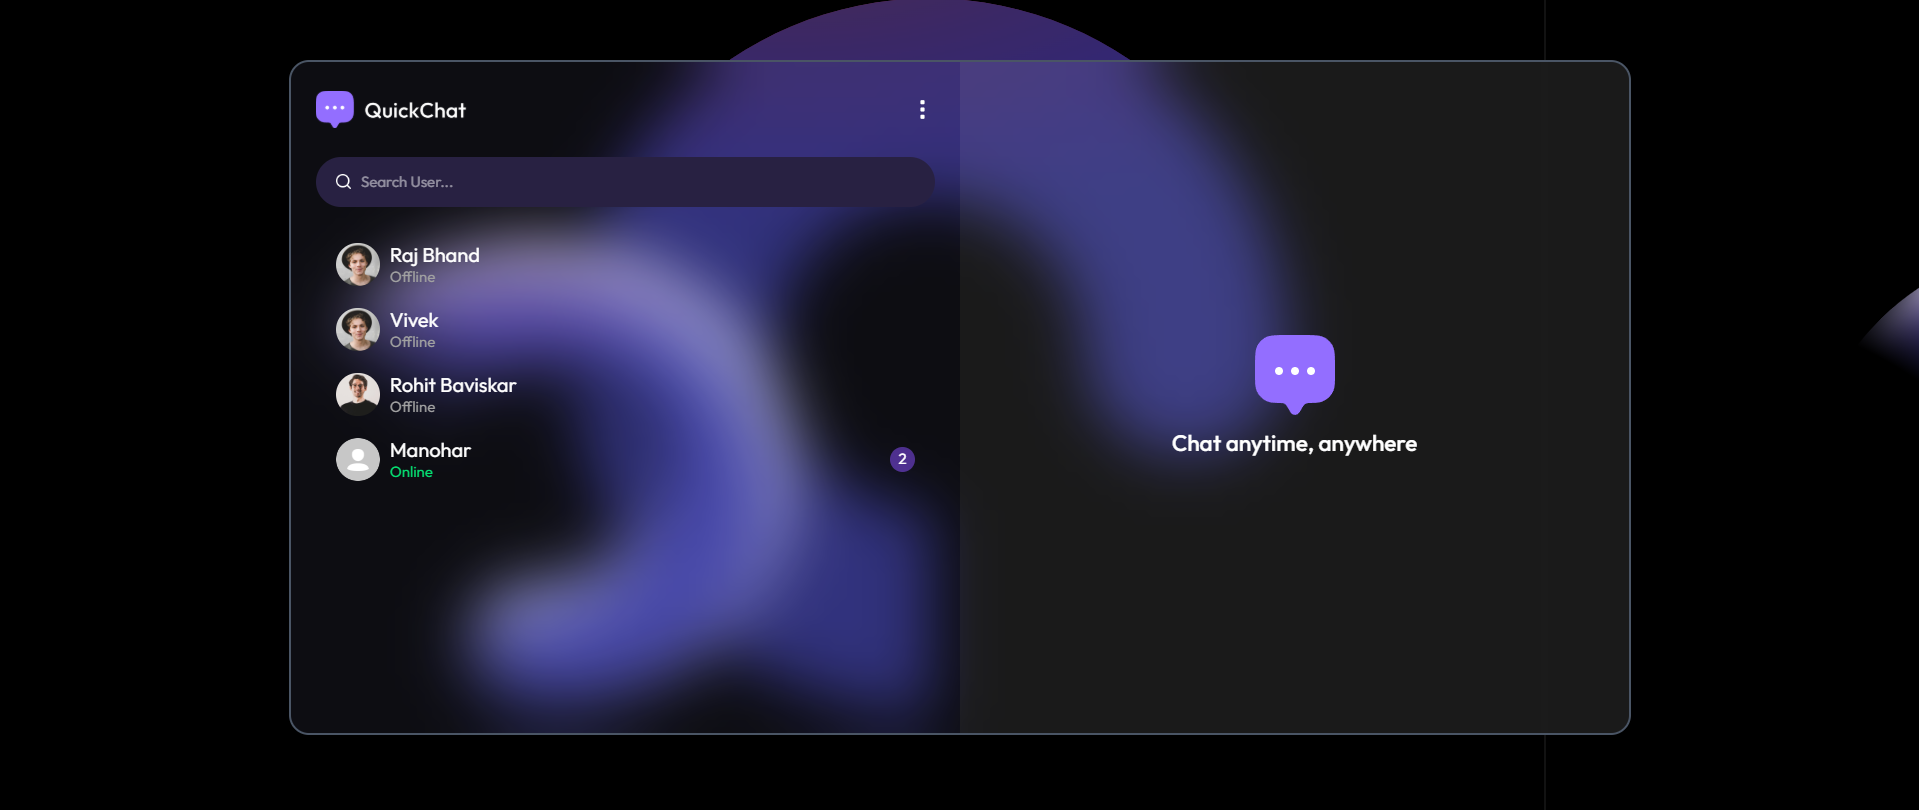 QuickChat
Search User...
Raj Bhand
Offline
Vivek
Offline
Rohit Baviskar
Offline
Manohar
Online
2
Chat anytime, anywhere